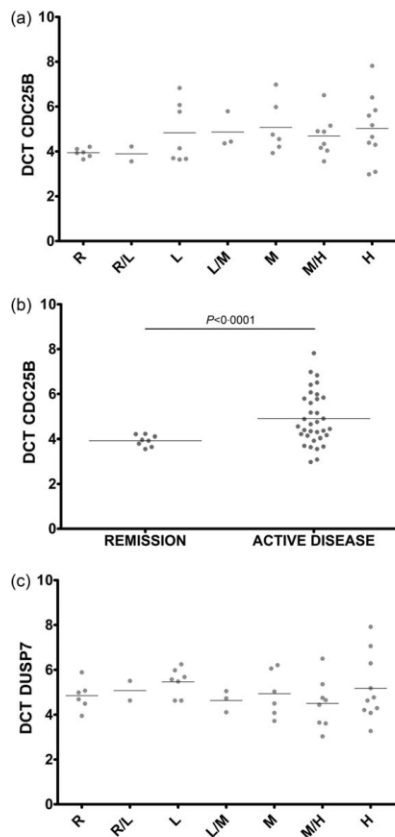 (a)
DCT CDC25B
10
8
6
4
2
0
R R/L L L/M M M/H H
(b)
DCT CDC25B
10
8
6
4
2
0
P<0·0001
REMISSION ACTIVE DISEASE
(c)
DCT DUSP7
10
8
6
4
2
0
R R/L L L/M M M/H H